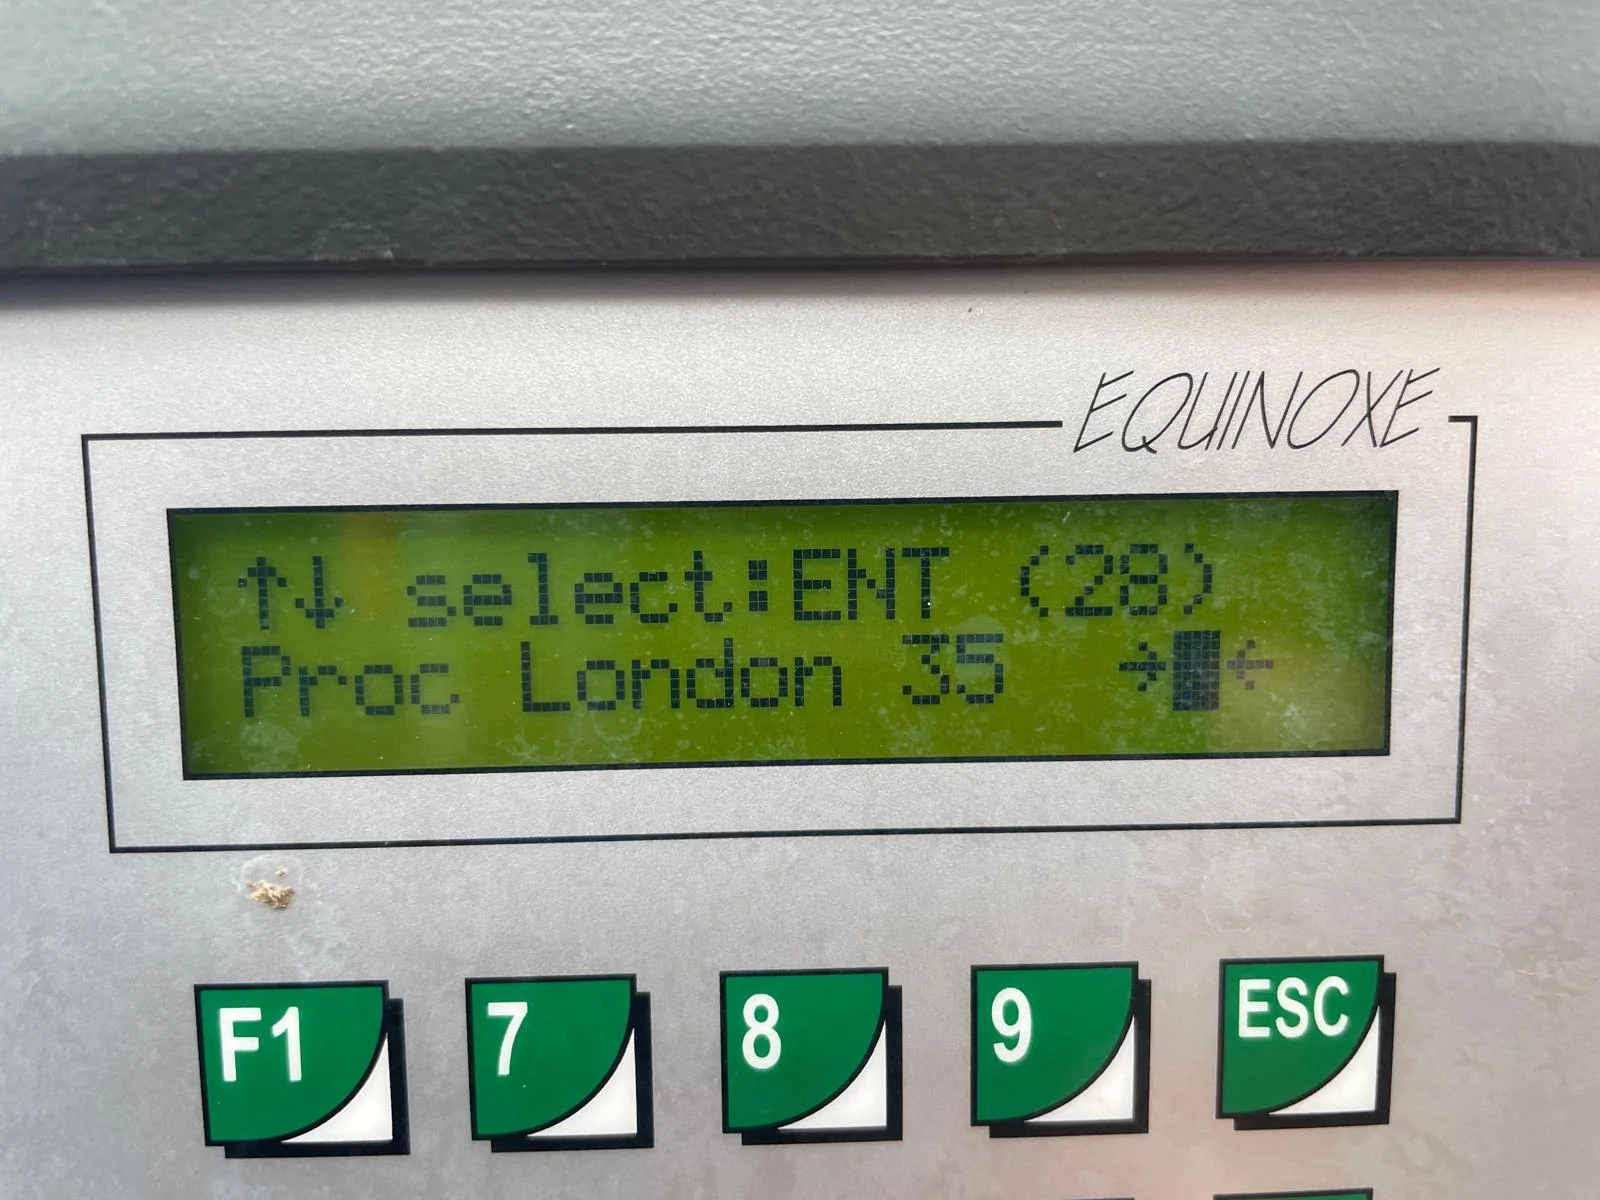 EQUINOXE
↑↓ select:ENT (28)
Proc London 35 →█←
F1 7 8 9 ESC